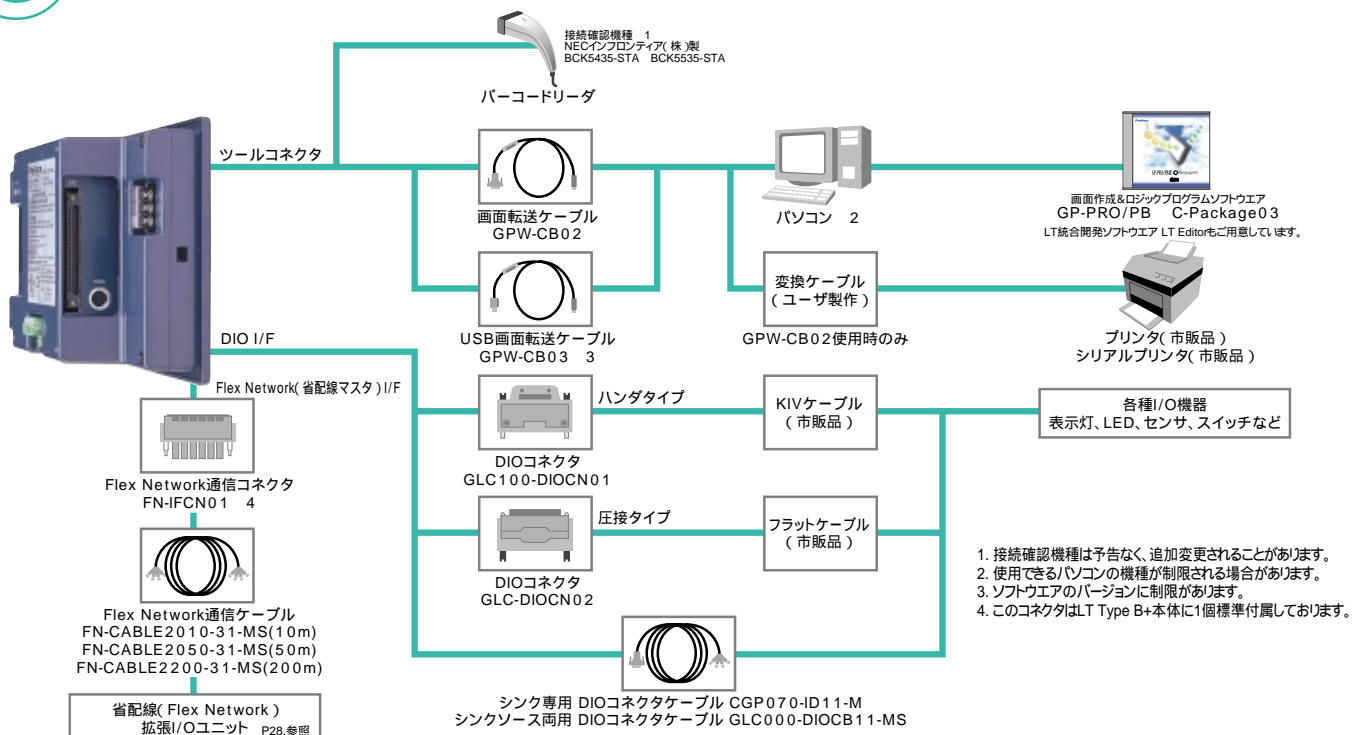 接続確認機種　1
NECインフロンティア(株)製
BCK5435-STA　BCK5535-STA
バーコードリーダ
ツールコネクタ
画面転送ケーブル
GPW-CB02
パソコン　2
画面作成&ロジックプログラムソフトウエア
GP-PRO/PB　C-Package03
LT統合開発ソフトウエア LT Editorもご用意しています。
USB画面転送ケーブル
GPW-CB03　3
変換ケーブル
(ユーザ製作)
GPW-CB02使用時のみ
プリンタ(市販品)
シリアルプリンタ(市販品)
DIO I/F
Flex Network(省配線マスタ)I/F
ハンダタイプ
DIOコネクタ
GLC100-DIOCN01
KIVケーブル
(市販品)
各種I/O機器
表示灯、LED、センサ、スイッチなど
Flex Network通信コネクタ
FN-IFCN01　4
圧接タイプ
DIOコネクタ
GLC-DIOCN02
フラットケーブル
(市販品)
Flex Network通信ケーブル
FN-CABLE2010-31-MS(10m)
FN-CABLE2050-31-MS(50m)
FN-CABLE2200-31-MS(200m)
省配線(Flex Network)
拡張I/Oユニット　P28.参照
シンク専用 DIOコネクタケーブル CGP070-ID11-M
シンクソース両用 DIOコネクタケーブル GLC000-DIOCB11-MS
1. 接続確認機種は予告なく、追加変更されることがあります。
2. 使用できるパソコンの機種が制限される場合があります。
3. ソフトウエアのバージョンに制限があります。
4. このコネクタはLT Type B+本体に1個標準付属しております。